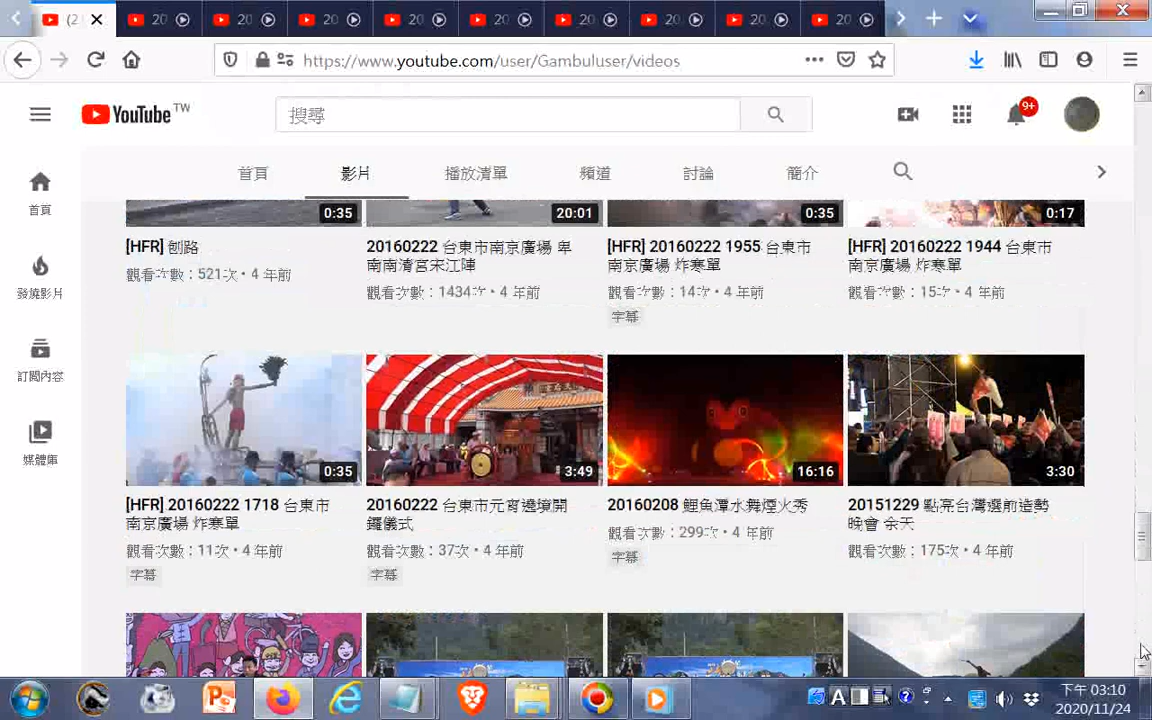 (2
20
20
20
20
20
20
20
20
20
https://www.youtube.com/user/Gambuluser/videos
YouTube TW
搜尋
9+
首頁
影片
播放清單
頻道
討論
簡介
首頁
發燒影片
訂閱內容
媒體庫
0:35
20:01
0:35
0:17
[HFR] 刨路
觀看次數：521次 • 4 年前
20160222 台東市南京廣場 卑
南南清宮宋江陣
觀看次數：1434次 • 4 年前
[HFR] 20160222 1955 台東市
南京廣場 炸寒單
觀看次數：14次 • 4 年前
字幕
[HFR] 20160222 1944 台東市
南京廣場 炸寒單
觀看次數：15次 • 4 年前
0:35
3:49
16:16
3:30
[HFR] 20160222 1718 台東市
南京廣場 炸寒單
觀看次數：11次 • 4 年前
字幕
20160222 台東市元宵遶境開
鑼儀式
觀看次數：37次 • 4 年前
字幕
20160208 鯉魚潭水舞煙火秀
觀看次數：299次 • 4 年前
字幕
20151229 點亮台灣選前造勢
晚會 余天
觀看次數：175次 • 4 年前
A
下午 03:10
2020/11/24